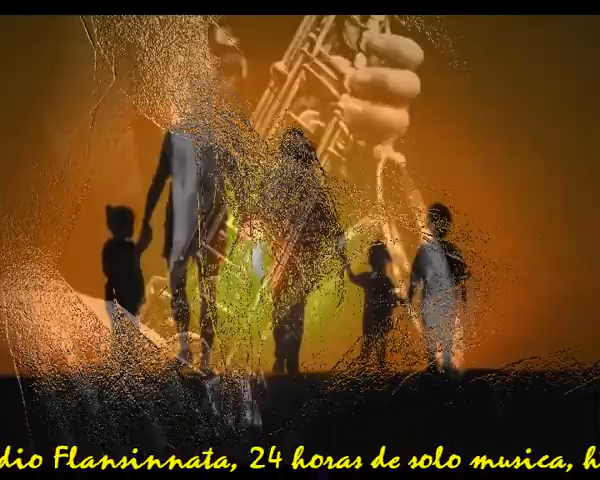 dio Flansinnata, 24 horas de solo musica, h